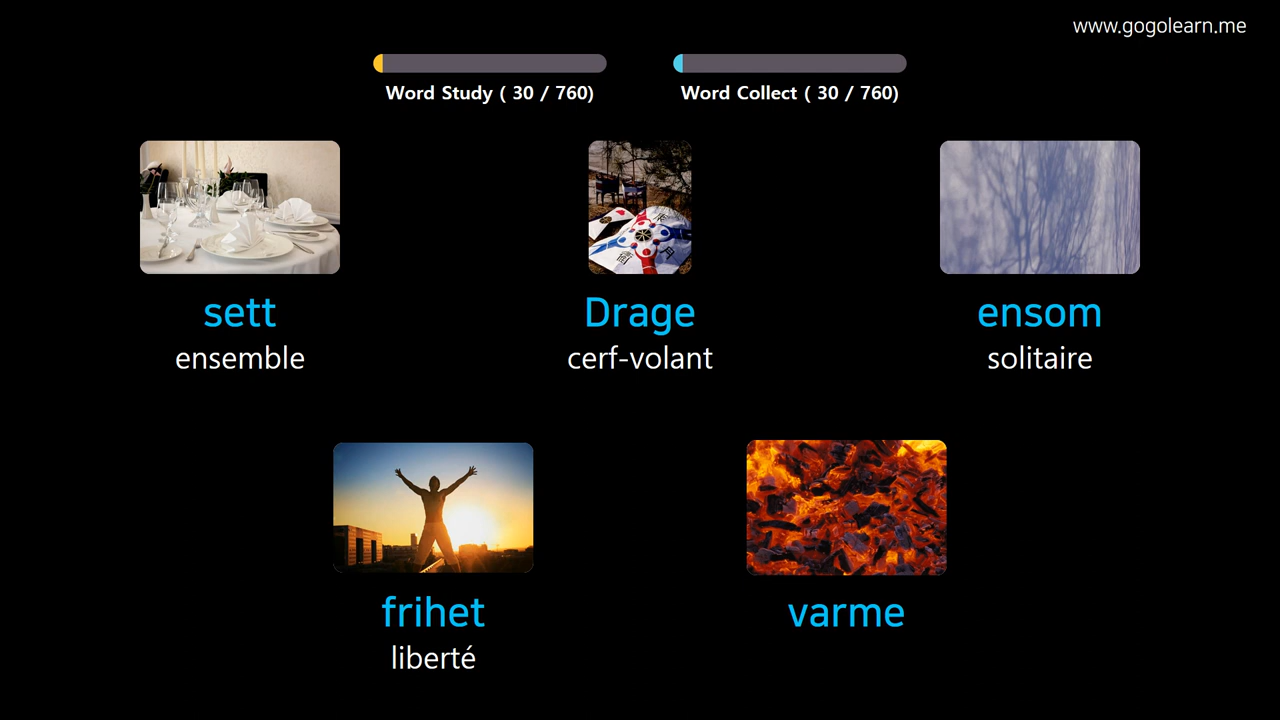 www.gogolearn.me
Word Study ( 30 / 760)
Word Collect ( 30 / 760)
sett
ensemble
Drage
cerf-volant
ensom
solitaire
frihet
liberté
varme